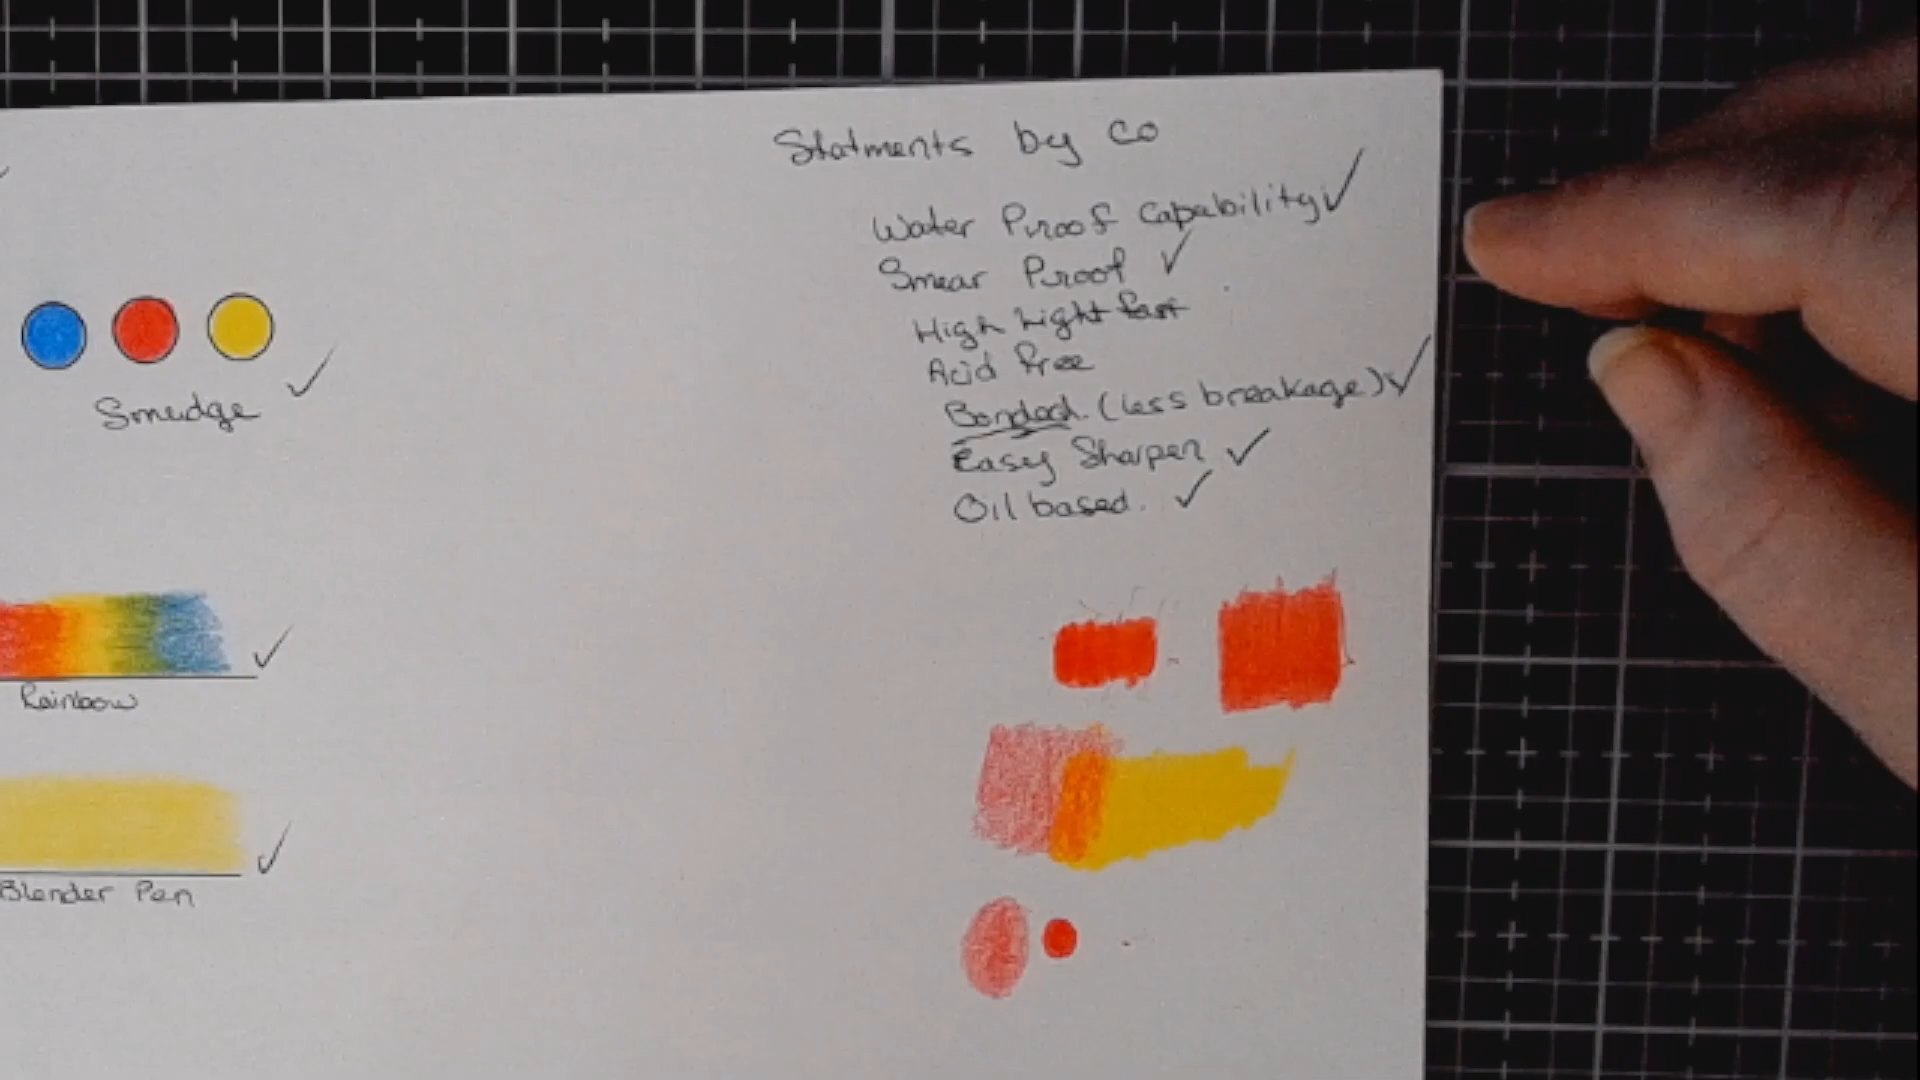 Statments by Co
Water Proof Capability ✓
Smear Proof ✓
High Light fast
Acid free
(less breakage) ✓
Easy Sharpen ✓
Oil based. ✓
Smudge ✓
Rainbow ✓
Blender Pen ✓